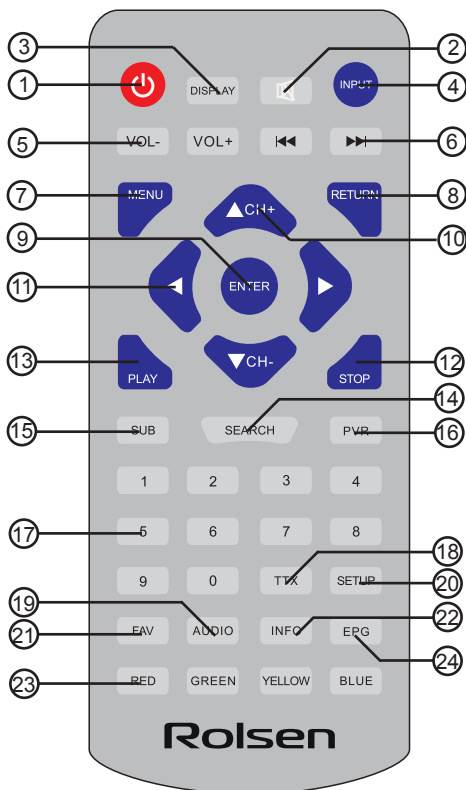 3 2
1 DISPLAY INPUT 4
5 VOL- VOL+ 6
7 MENU RETURN 8
CH+
9 10
11 ENTER
CH-
13 12
PLAY STOP
14
15 SUB SEARCH PVR 16
1 2 3 4
17 5 6 7 8
18
9 0 TTX SETUP 20
19
21 FAV AUDIO INFO EPG 22
24
23 RED GREEN YELLOW BLUE
Rolsen